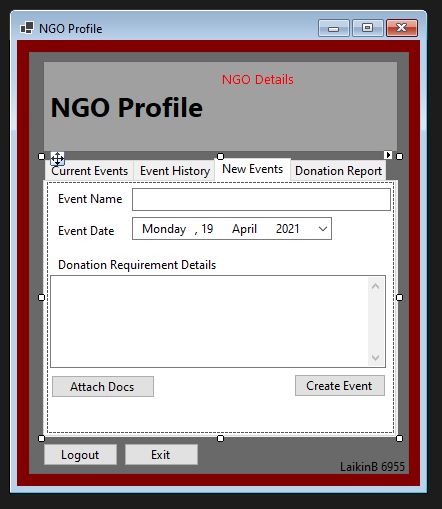 NGO Profile
NGO Details
NGO Profile
Current Events Event History New Events Donation Report
Event Name
Event Date Monday , 19 April 2021
Donation Requirement Details
Attach Docs Create Event
Logout Exit
LaikinB 6955